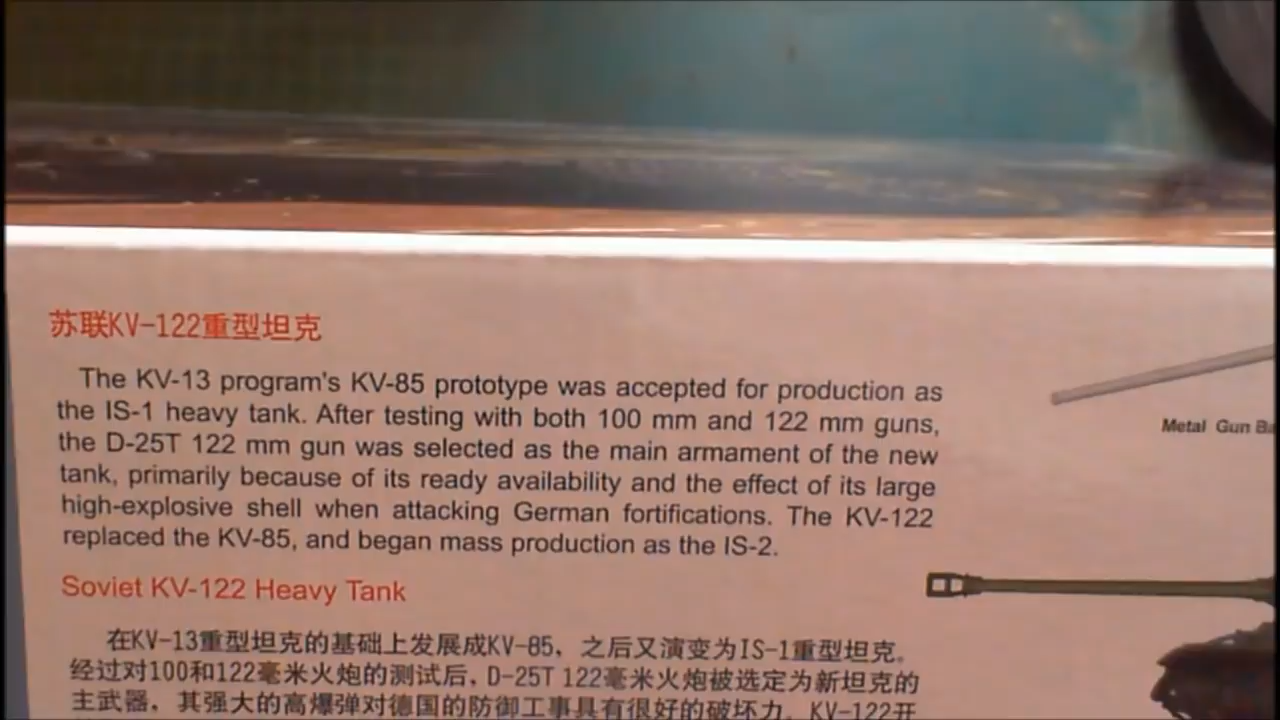 苏联KV-122重型坦克
The KV-13 program's KV-85 prototype was accepted for production as
the IS-1 heavy tank. After testing with both 100 mm and 122 mm guns,
the D-25T 122 mm gun was selected as the main armament of the new
tank, primarily because of its ready availability and the effect of its large
high-explosive shell when attacking German fortifications. The KV-122
replaced the KV-85, and began mass production as the IS-2.
Soviet KV-122 Heavy Tank
在KV-13重型坦克的基础上发展成KV-85，之后又演变为IS-1重型坦克。
经过对100和122毫米火炮的测试后，D-25T 122毫米火炮被选定为新坦克的
主武器，其强大的高爆弹对德国的防御工事具有很好的破坏力，KV-122开
Metal Gun